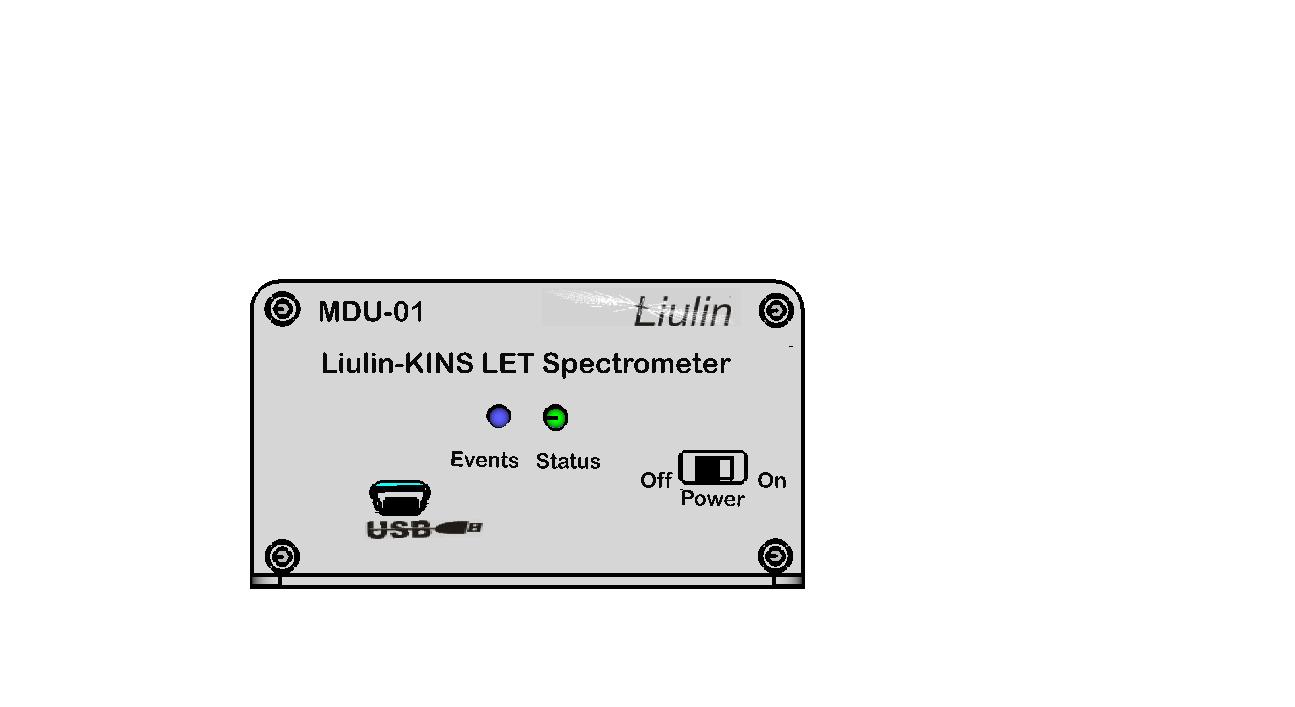 MDU-01 Liulin
Liulin-KINS LET Spectrometer
Events Status
Off On
Power
USB